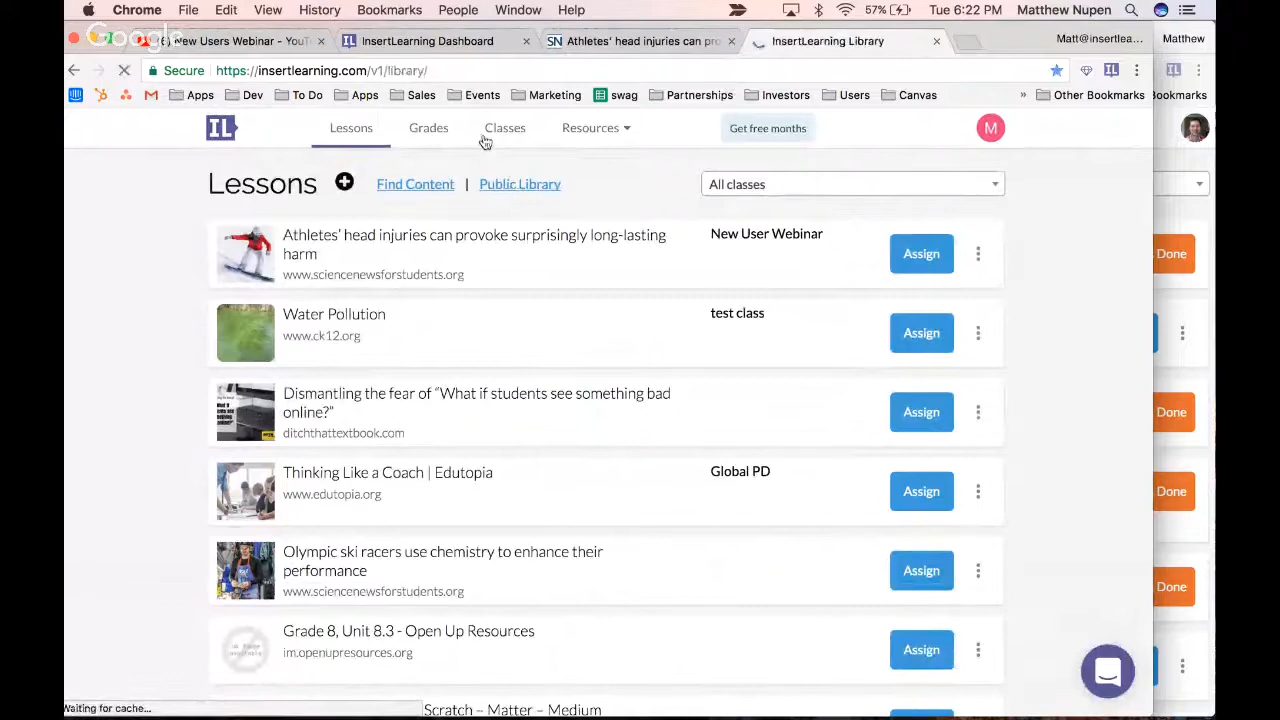 Chrome File Edit View History Bookmarks People Window Help 57% Tue 6:22 PM Matthew Nupen
Google
New Users Webinar - YouT InsertLearning Dashboard Athletes' head injuries can pro InsertLearning Library Matt@insertlea... Matthew
Secure https://insertlearning.com/v1/library/
Apps Dev To Do Apps Sales Events Marketing swag Partnerships Investors Users Canvas » Other Bookmarks Bookmarks
IL Lessons Grades Classes Resources Get free months M
Lessons Find Content | Public Library All classes
Athletes' head injuries can provoke surprisingly long-lasting
harm
www.sciencenewsforstudents.org
New User Webinar
Assign
Done
Water Pollution
www.ck12.org
test class
Assign
Dismantling the fear of “What if students see something bad
online?”
ditchthattextbook.com
Assign
Done
Thinking Like a Coach | Edutopia
www.edutopia.org
Global PD
Assign
Done
Olympic ski racers use chemistry to enhance their
performance
www.sciencenewsforstudents.org
Assign
Done
Grade 8, Unit 8.3 - Open Up Resources
im.openupresources.org
Assign
Scratch – Matter – Medium
Waiting for cache...